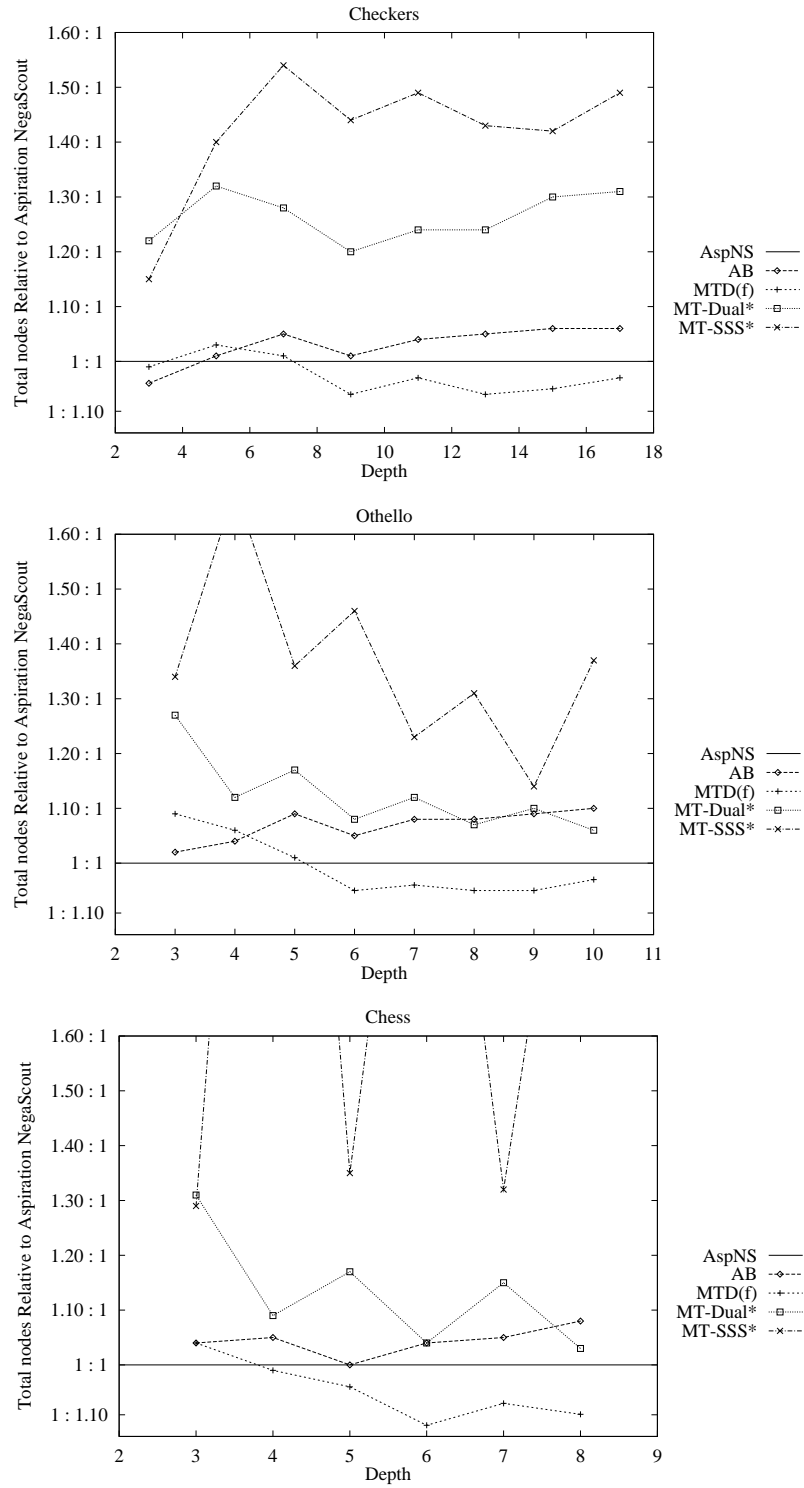 Checkers
Total nodes Relative to Aspiration NegaScout
1.60 : 1
1.50 : 1
1.40 : 1
1.30 : 1
1.20 : 1
1.10 : 1
1 : 1
1 : 1.10
2 4 6 8 10 12 14 16 18
Depth
AspNS
AB
MTD(f)
MT-Dual*
MT-SSS*
Othello
Total nodes Relative to Aspiration NegaScout
1.60 : 1
1.50 : 1
1.40 : 1
1.30 : 1
1.20 : 1
1.10 : 1
1 : 1
1 : 1.10
2 3 4 5 6 7 8 9 10 11
Depth
AspNS
AB
MTD(f)
MT-Dual*
MT-SSS*
Chess
Total nodes Relative to Aspiration NegaScout
1.60 : 1
1.50 : 1
1.40 : 1
1.30 : 1
1.20 : 1
1.10 : 1
1 : 1
1 : 1.10
2 3 4 5 6 7 8 9
Depth
AspNS
AB
MTD(f)
MT-Dual*
MT-SSS*